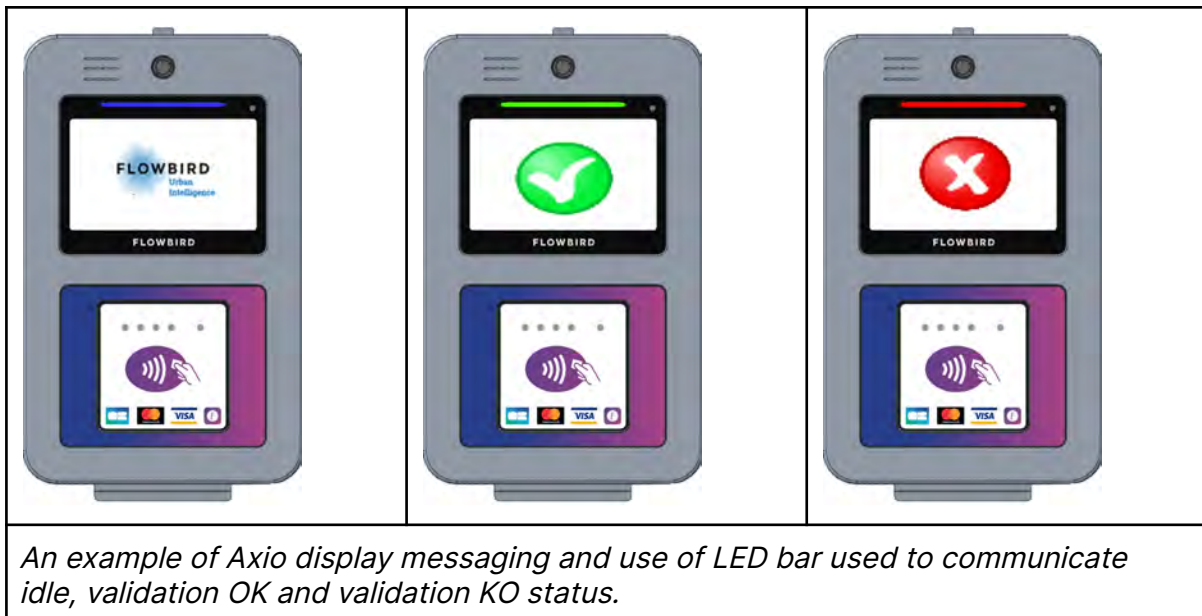 FLOWBIRD
Urban
Intelligence
FLOWBIRD
VISA
FLOWBIRD
VISA
FLOWBIRD
VISA
An example of Axio display messaging and use of LED bar used to communicate
idle, validation OK and validation KO status.